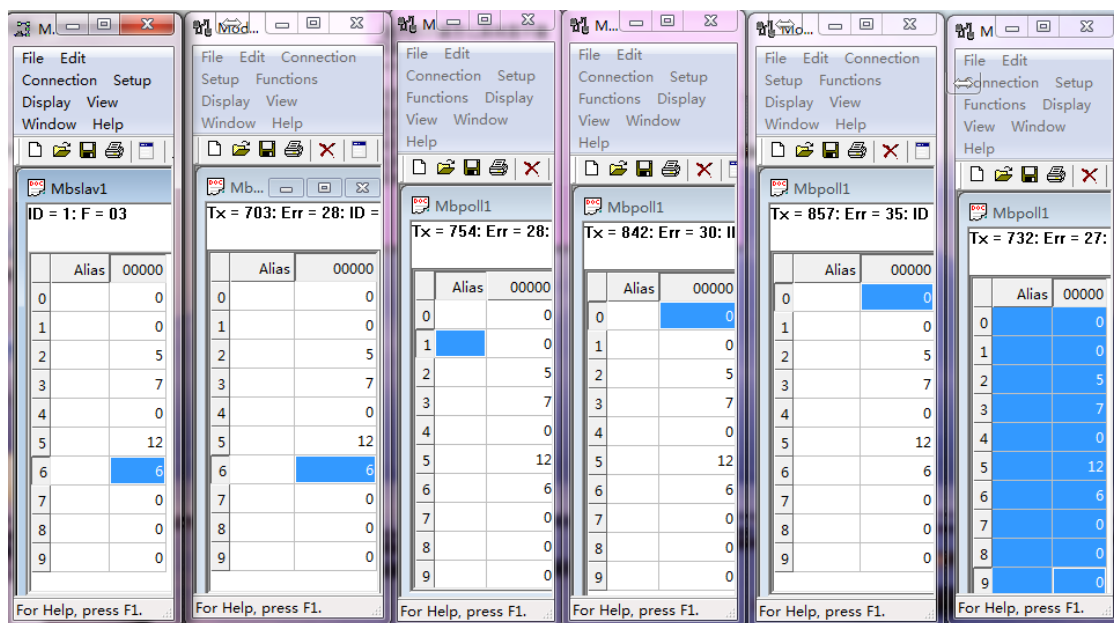 M.
File Edit
Connection Setup
Display View
Window Help
Mbslav1
ID = 1: F = 03
Alias 00000
0 0
1 0
2 5
3 7
4 0
5 12
6 6
7 0
8 0
9 0
For Help, press F1.
Mod...
File Edit Connection
Setup Functions
Display View
Window Help
Mb...
Tx = 703: Err = 28: ID =
Alias 00000
0 0
1 0
2 5
3 7
4 0
5 12
6 6
7 0
8 0
9 0
For Help, press F1.
M
File Edit
Connection Setup
Functions Display
View Window
Help
Mbpoll1
Tx = 754: Err = 28:
Alias 00000
0 0
1 0
2 5
3 7
4 0
5 12
6 6
7 0
8 0
9 0
For Help, press F1.
M...
File Edit
Connection Setup
Functions Display
View Window
Help
Mbpoll1
Tx = 842: Err = 30:
Alias 00000
0 0
1 0
2 5
3 7
4 0
5 12
6 6
7 0
8 0
9 0
For Help, press F1.
Mo...
File Edit Connection
Setup Functions
Display View
Window Help
Mbpoll1
Tx = 857: Err = 35: ID
Alias 00000
0 0
1 0
2 5
3 7
4 0
5 12
6 6
7 0
8 0
9 0
For Help, press F1.
M
File Edit
Connection Setup
Functions Display
View Window
Help
Mbpoll1
Tx = 732: Err = 27:
Alias 00000
0 0
1 0
2 5
3 7
4 0
5 12
6 6
7 0
8 0
9 0
For Help, press F1.